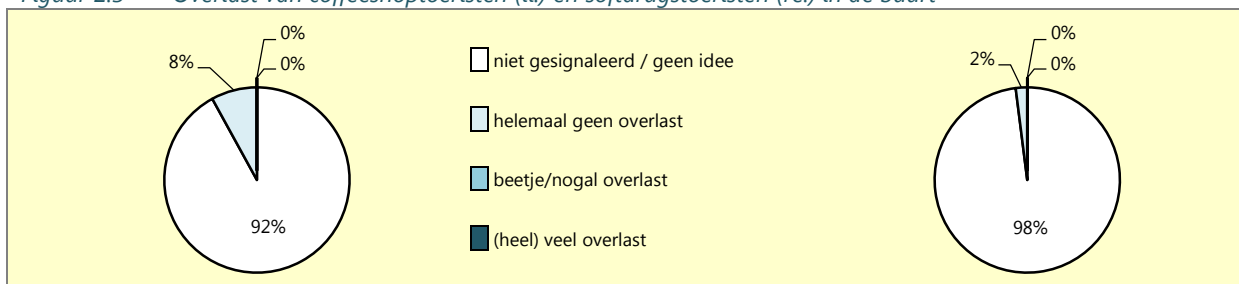 0%
8%
0%
92%
niet gesignaleerd / geen idee
helemaal geen overlast
beetje/nogal overlast
(heel) veel overlast
0%
2%
0%
98%